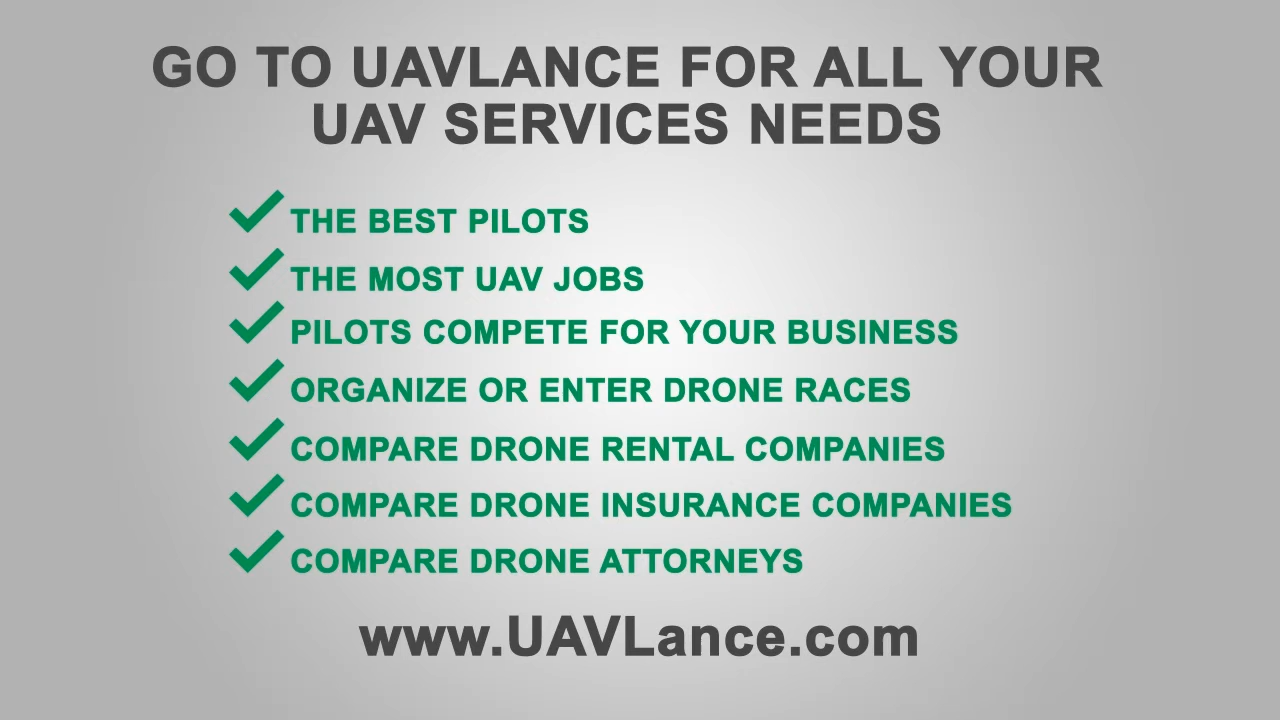 GO TO UAVLANCE FOR ALL YOUR
UAV SERVICES NEEDS
THE BEST PILOTS
THE MOST UAV JOBS
PILOTS COMPETE FOR YOUR BUSINESS
ORGANIZE OR ENTER DRONE RACES
COMPARE DRONE RENTAL COMPANIES
COMPARE DRONE INSURANCE COMPANIES
COMPARE DRONE ATTORNEYS
www.UAVLance.com